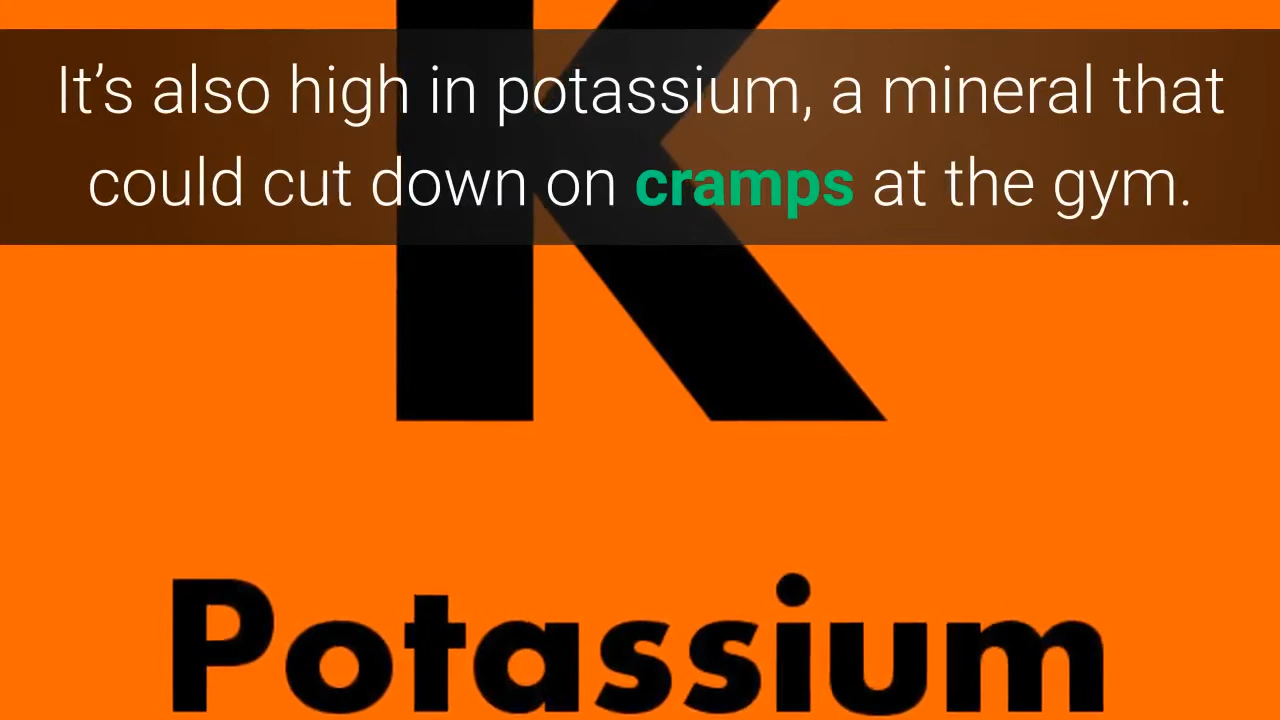 It’s also high in potassium, a mineral that
could cut down on cramps at the gym.
K
Potassium